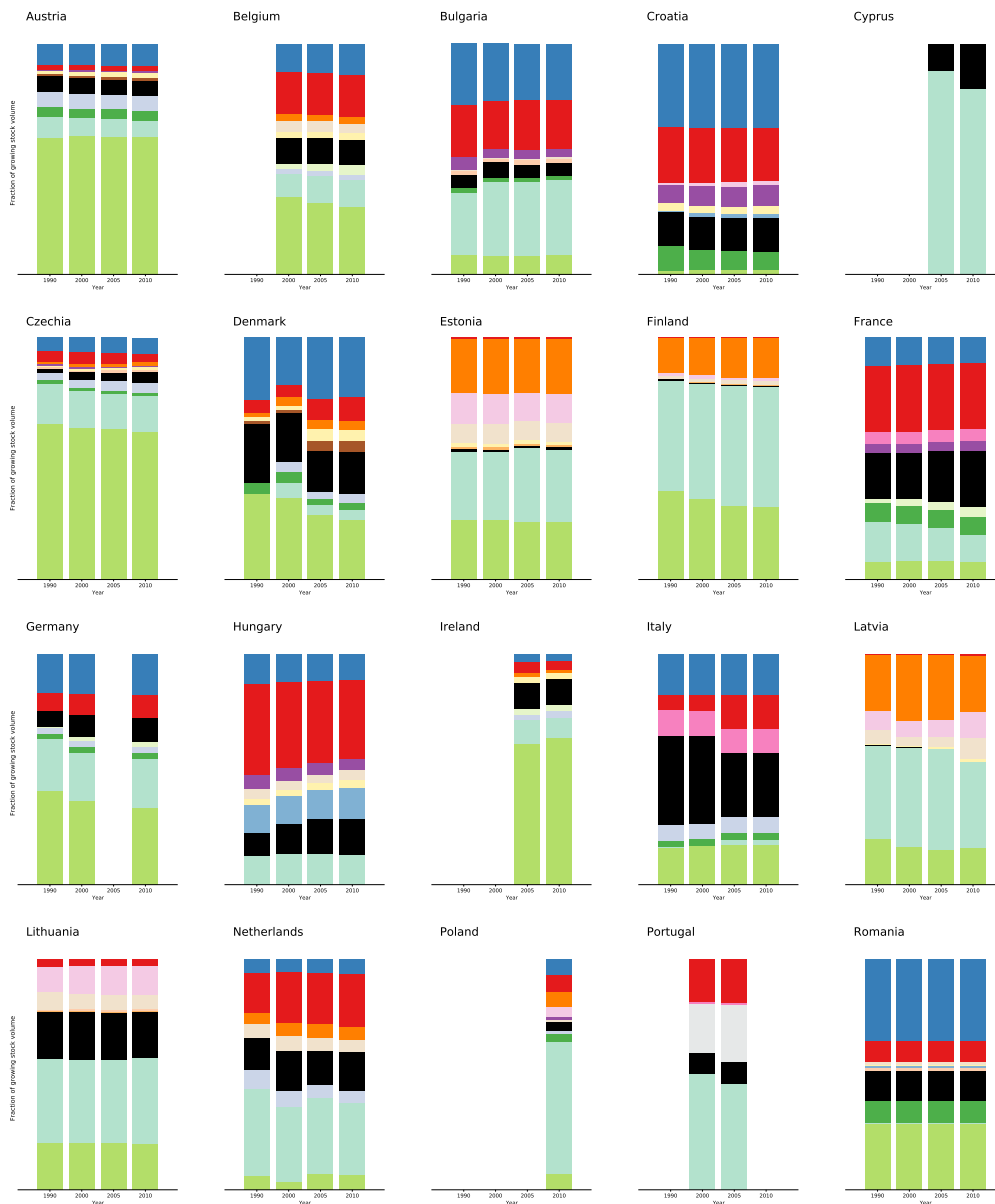 Austria Belgium Bulgaria Croatia Cyprus
Fraction of growing stock volume
1990 2000 2005 2010 1990 2000 2005 2010 1990 2000 2005 2010 1990 2000 2005 2010 1990 2000 2005 2010
Year Year Year Year Year
Czechia Denmark Estonia Finland France
Fraction of growing stock volume
1990 2000 2005 2010 1990 2000 2005 2010 1990 2000 2005 2010 1990 2000 2005 2010 1990 2000 2005 2010
Year Year Year Year Year
Germany Hungary Ireland Italy Latvia
Fraction of growing stock volume
1990 2000 2005 2010 1990 2000 2005 2010 1990 2000 2005 2010 1990 2000 2005 2010 1990 2000 2005 2010
Year Year Year Year Year
Lithuania Netherlands Poland Portugal Romania
Fraction of growing stock volume
1990 2000 2005 2010 1990 2000 2005 2010 1990 2000 2005 2010 1990 2000 2005 2010 1990 2000 2005 2010
Year Year Year Year Year